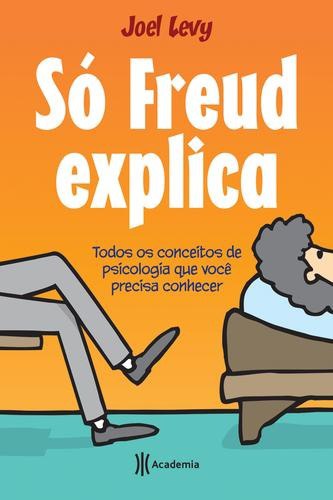 Joel Levy
Só Freud
explica
Todos os conceitos de
psicologia que você
precisa conhecer
Academia